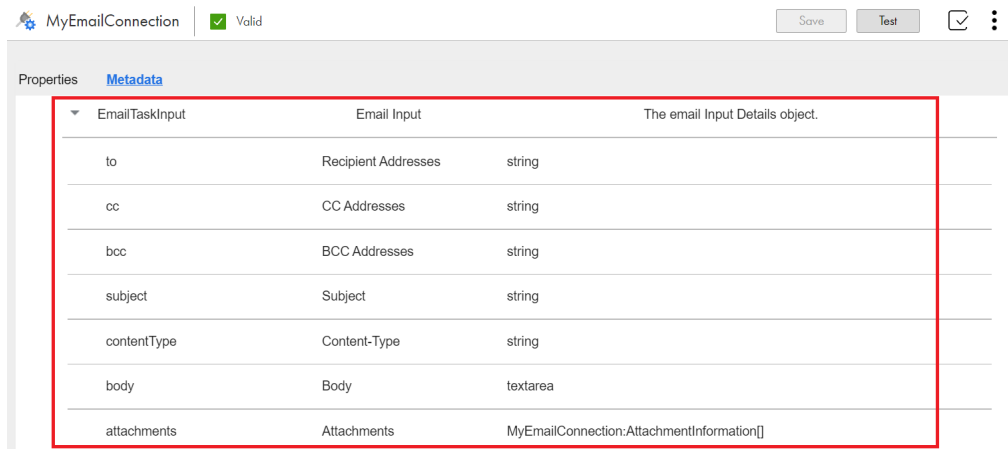 MyEmailConnection Valid Save Test
Properties Metadata
EmailTaskInput Email Input The email Input Details object.
to Recipient Addresses string
cc CC Addresses string
bcc BCC Addresses string
subject Subject string
contentType Content-Type string
body Body textarea
attachments Attachments MyEmailConnection:AttachmentInformation[]